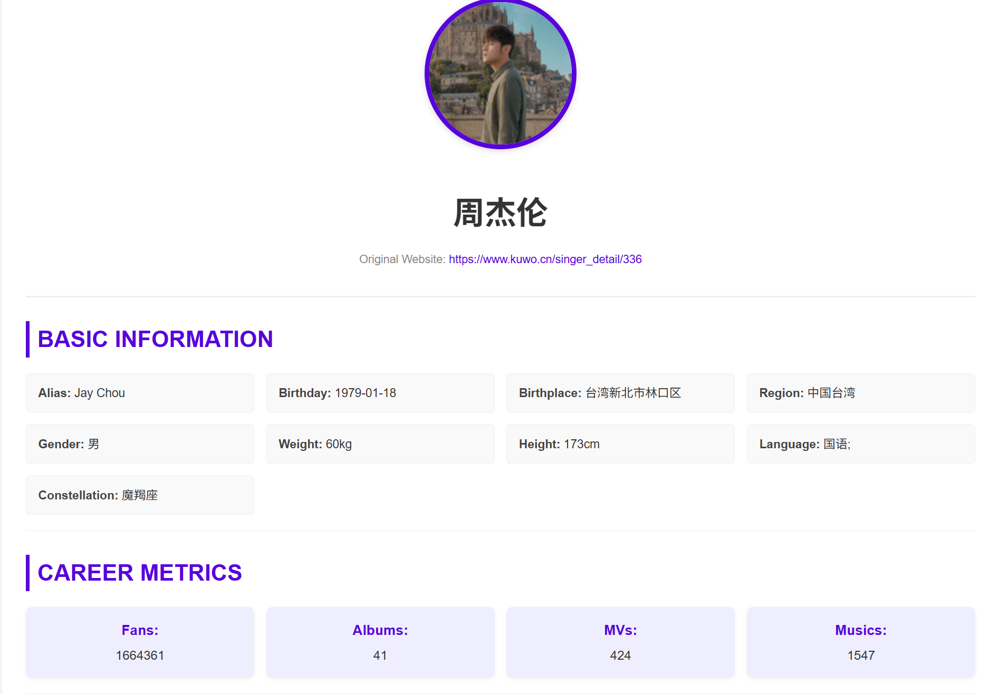 周杰伦
Original Website: https://www.kuwo.cn/singer_detail/336
BASIC INFORMATION
Alias: Jay Chou
Birthday: 1979-01-18
Birthplace: 台湾新北市林口区
Region: 中国台湾
Gender: 男
Weight: 60kg
Height: 173cm
Language: 国语;
Constellation: 魔羯座
CAREER METRICS
Fans:
1664361
Albums:
41
MVs:
424
Musics:
1547